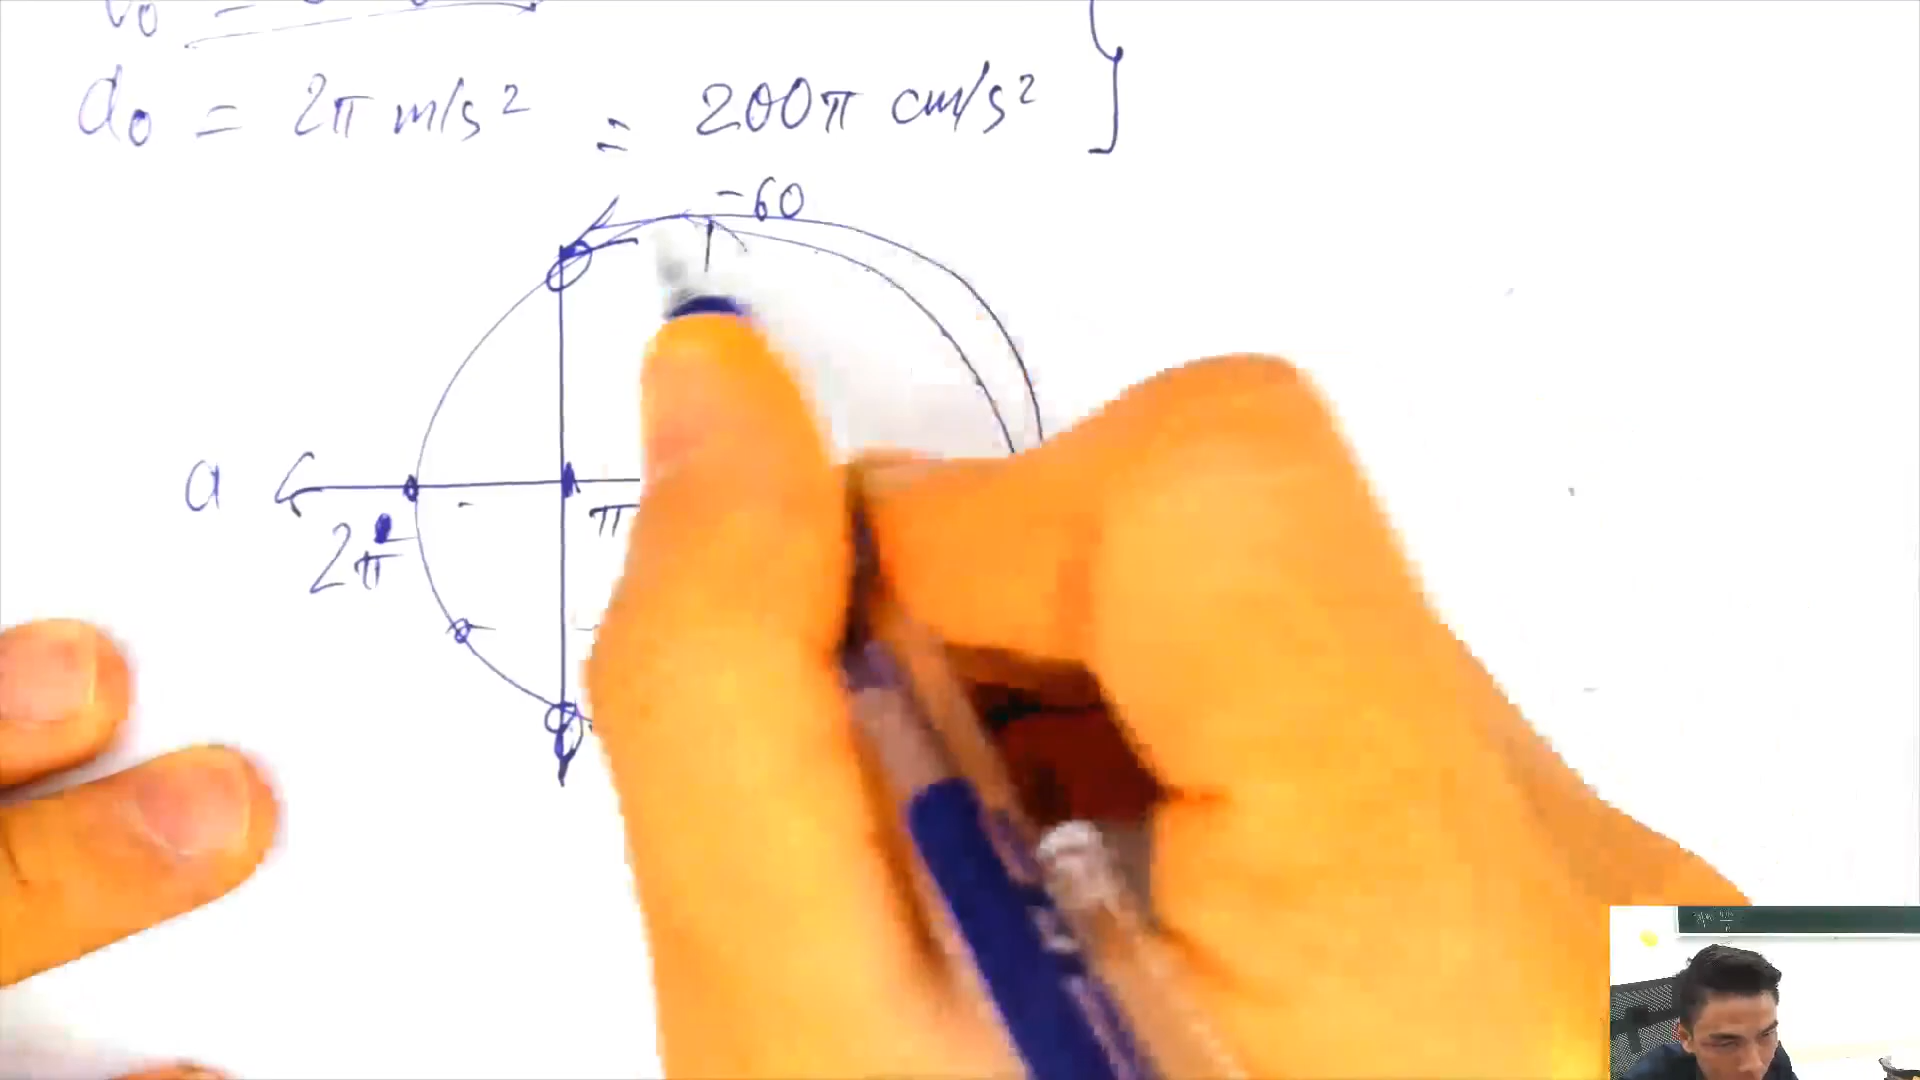 a₀ = 2π m/s² = 200π cm/s²
-60
a
π
2π